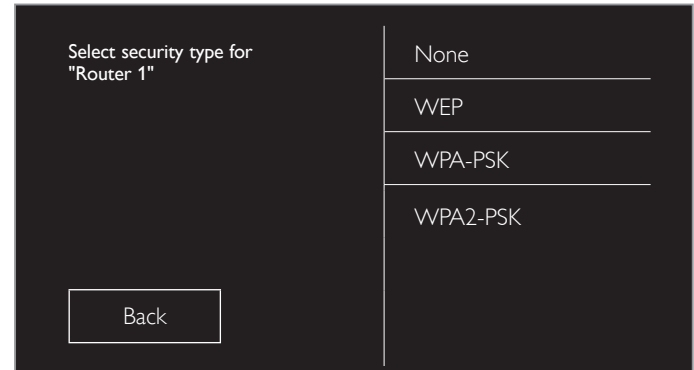 Select security type for
"Router 1"
None
WEP
WPA-PSK
WPA2-PSK
Back